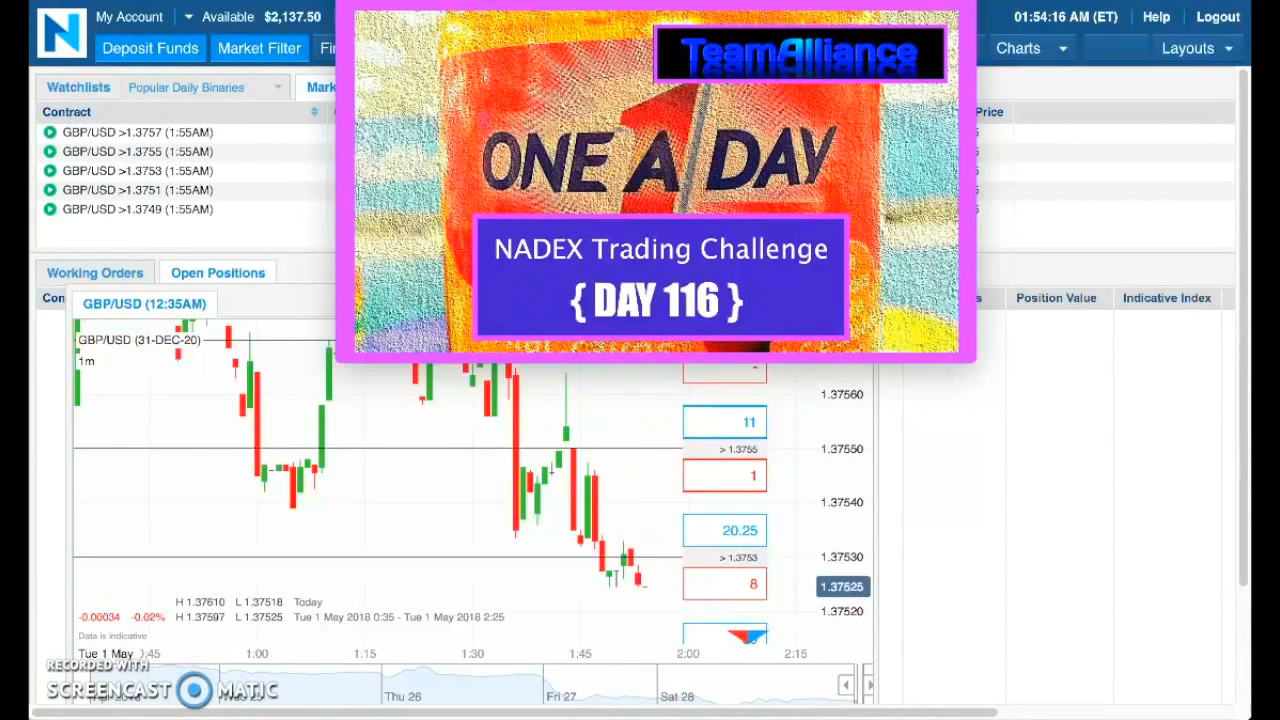 My Account
Available $2,137.50
01:54:16 AM (ET)
Help
Logout
Deposit Funds
Market Filter
Charts
Layouts
TeamAlliance
ONE A DAY
NADEX Trading Challenge
{ DAY 116 }
Watchlists
Popular Daily Binaries
Contract
Price
GBP/USD >1.3757 (1:55AM)
GBP/USD >1.3755 (1:55AM)
GBP/USD >1.3753 (1:55AM)
GBP/USD >1.3751 (1:55AM)
GBP/USD >1.3749 (1:55AM)
Working Orders
Open Positions
Position Value
Indicative Index
GBP/USD (12:35AM)
GBP/USD (31-DEC-20)
1m
1.37560
11
> 1.3755
1.37550
1
1.37540
20.25
> 1.3753
1.37530
8
1.37525
1.37520
H 1.37610 L 1.37518 Today
-0.00034 -0.02% H 1.37597 L 1.37525 Tue 1 May 2018 0:35 - Tue 1 May 2018 2:25
Data is indicative
Tue 1 May 0:45 1:00 1:15 1:30 1:45 2:00 2:15
Thu 26
Fri 27
Sat 28
RECORDED WITH
SCREENCAST MATIC